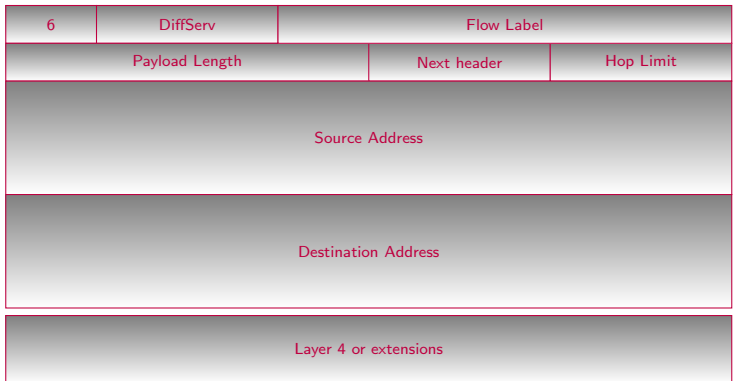 6 DiffServ Flow Label
Payload Length Next header Hop Limit
Source Address
Destination Address
Layer 4 or extensions